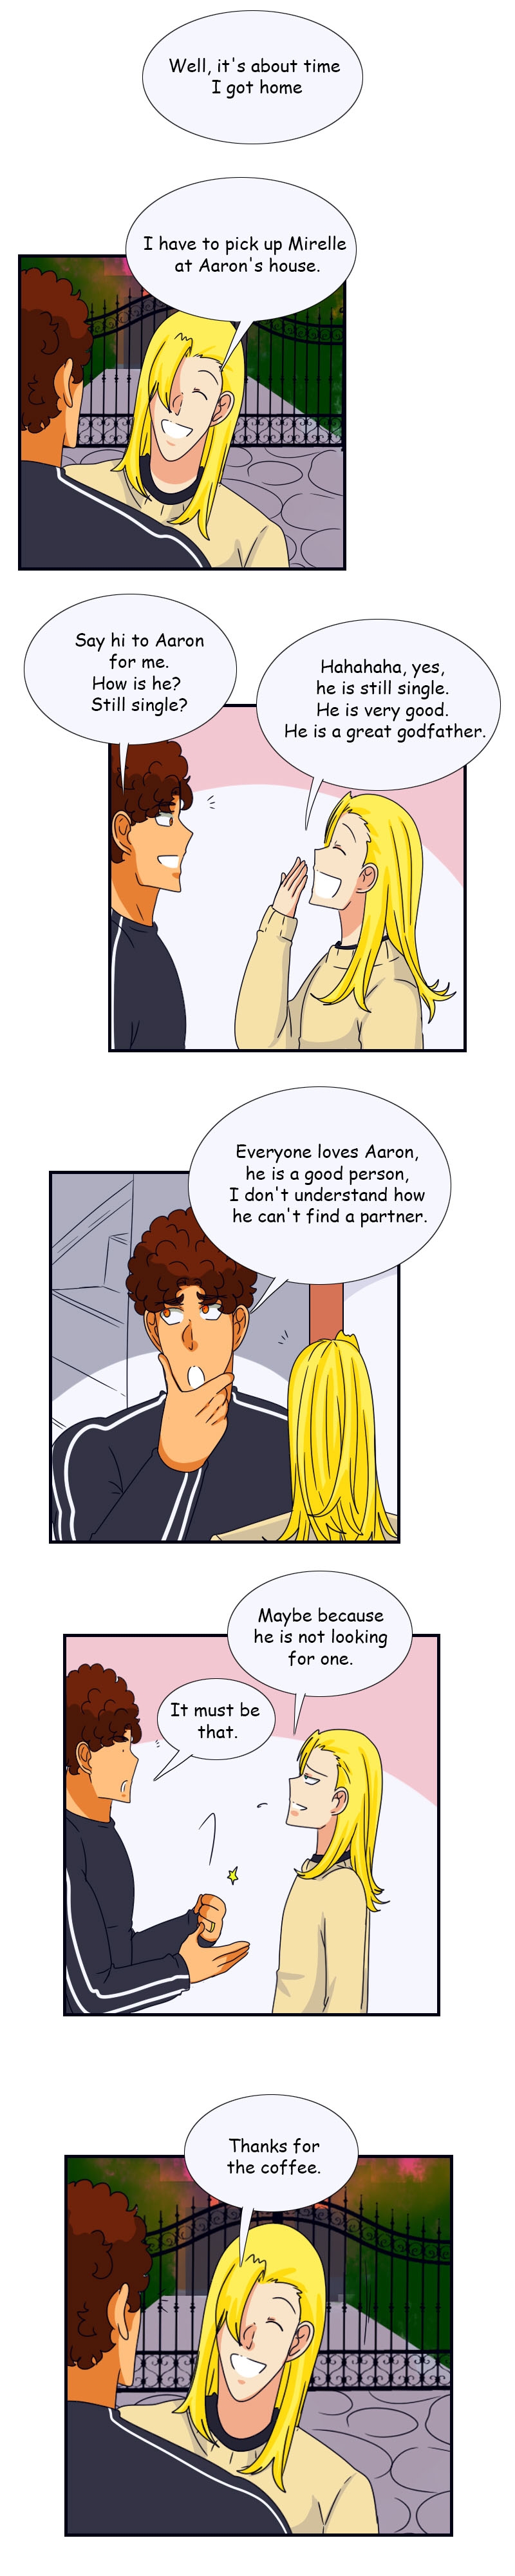 Well, it's about time
I got home
I have to pick up Mirelle
at Aaron's house.
Say hi to Aaron
for me.
How is he?
Still single?
Hahahaha, yes,
he is still single.
He is very good.
He is a great godfather.
Everyone loves Aaron,
he is a good person,
I don't understand how
he can't find a partner.
Maybe because
he is not looking
for one.
It must be
that.
Thanks for
the coffee.